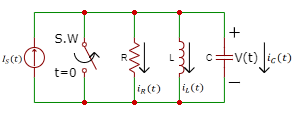 S.W
+
I_S(t)
R
L
C
V(t)
i_C(t)
t=0
−
i_R(t)
i_L(t)